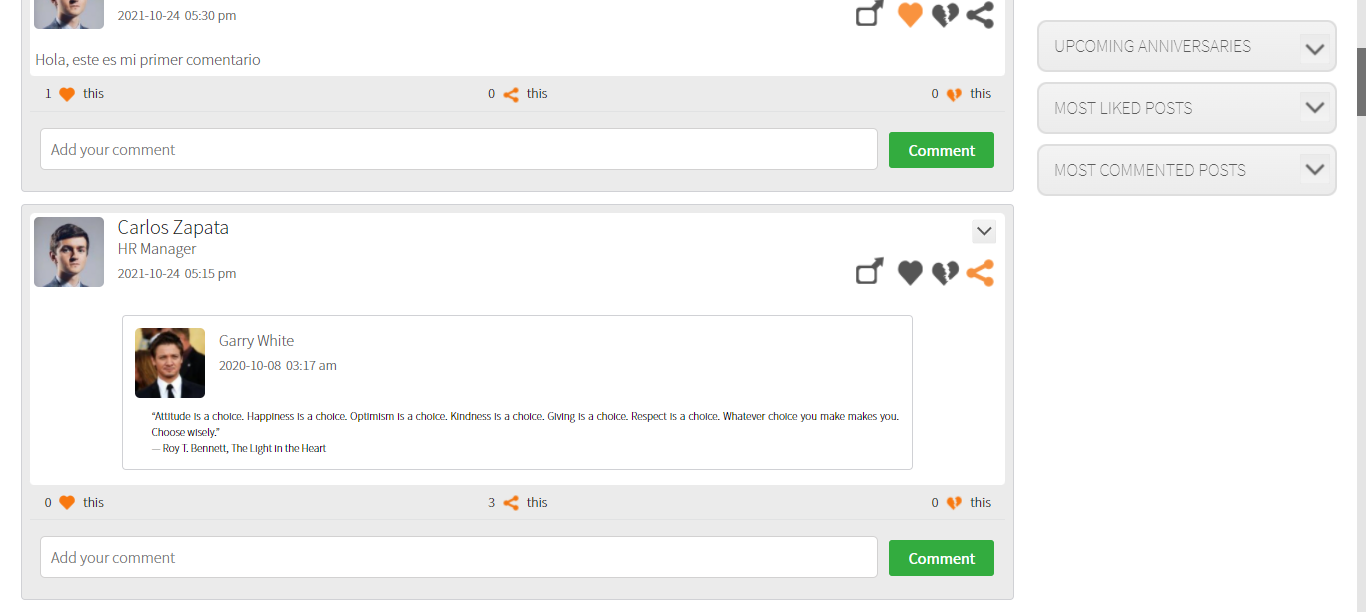 2021-10-24 05:30 pm
Hola, este es mi primer comentario
1 this
0 this
0 this
Add your comment
Comment
Carlos Zapata
HR Manager
2021-10-24 05:15 pm
Garry White
2020-10-08 03:17 am
“Attitude is a choice. Happiness is a choice. Optimism is a choice. Kindness is a choice. Giving is a choice. Respect is a choice. Whatever choice you make makes you.
Choose wisely.”
― Roy T. Bennett, The Light in the Heart
0 this
3 this
0 this
Add your comment
Comment
UPCOMING ANNIVERSARIES
MOST LIKED POSTS
MOST COMMENTED POSTS